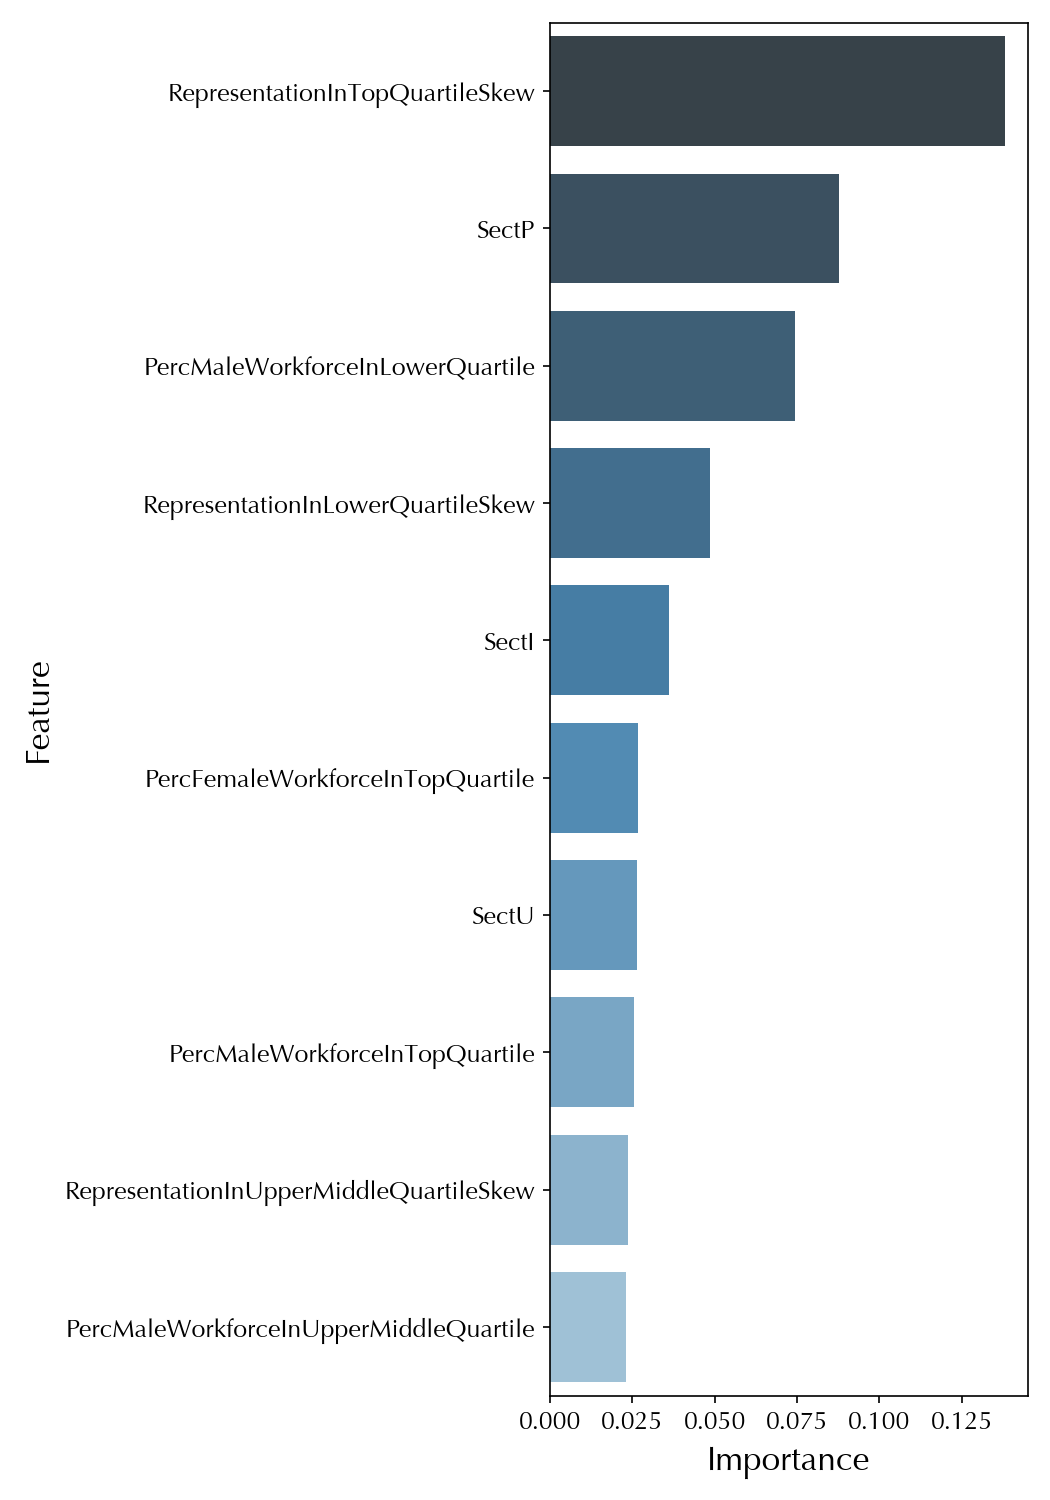 RepresentationInTopQuartileSkew
SectP
PercMaleWorkforceInLowerQuartile
RepresentationInLowerQuartileSkew
SectI
PercFemaleWorkforceInTopQuartile
SectU
PercMaleWorkforceInTopQuartile
RepresentationInUpperMiddleQuartileSkew
PercMaleWorkforceInUpperMiddleQuartile
Feature
0.000 0.025 0.050 0.075 0.100 0.125
Importance